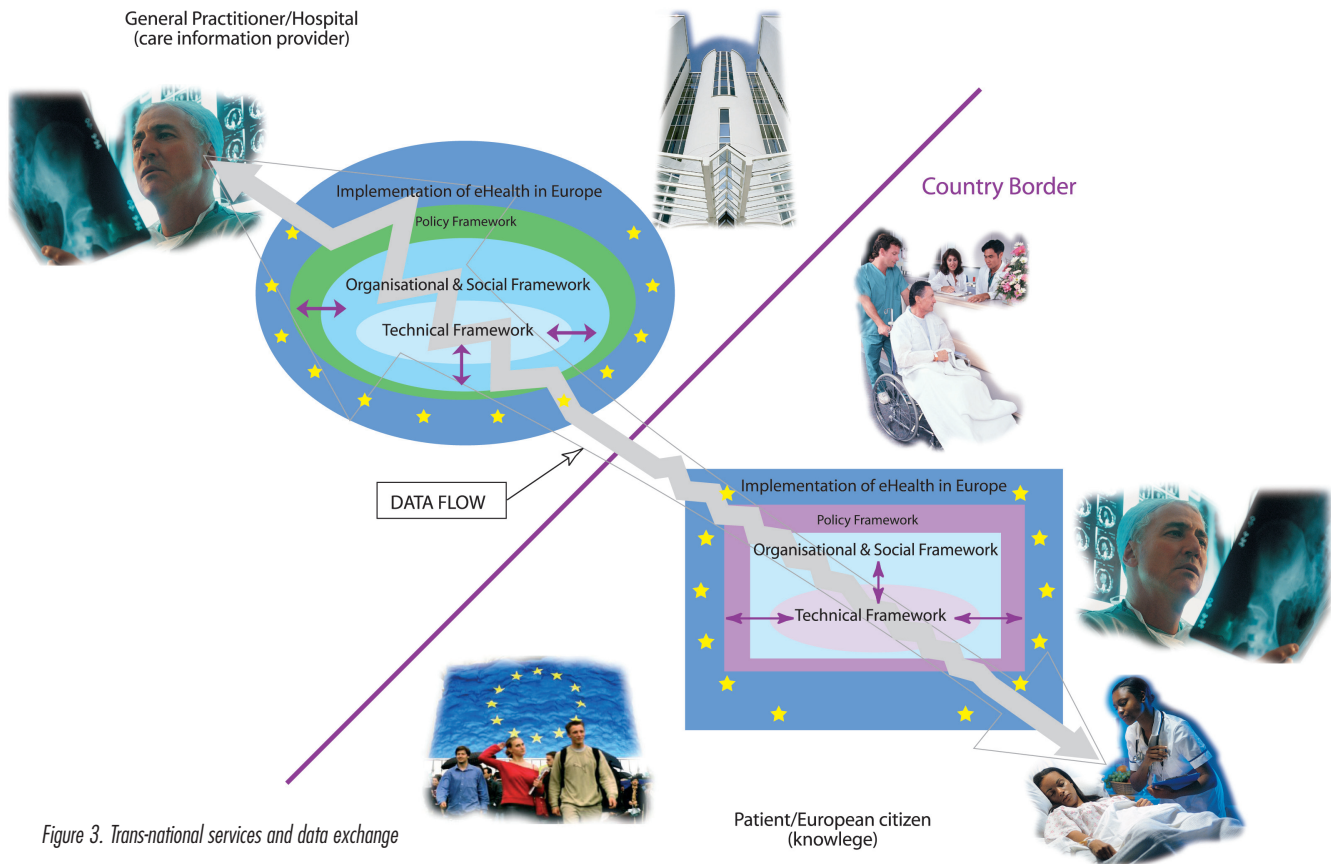 General Practitioner/Hospital
(care information provider)
Country Border
Implementation of eHealth in Europe
Policy Framework
Organisational & Social Framework
Technical Framework
DATA FLOW
Implementation of eHealth in Europe
Policy Framework
Organisational & Social Framework
Technical Framework
Patient/European citizen
(knowlege)
Figure 3. Trans-national services and data exchange